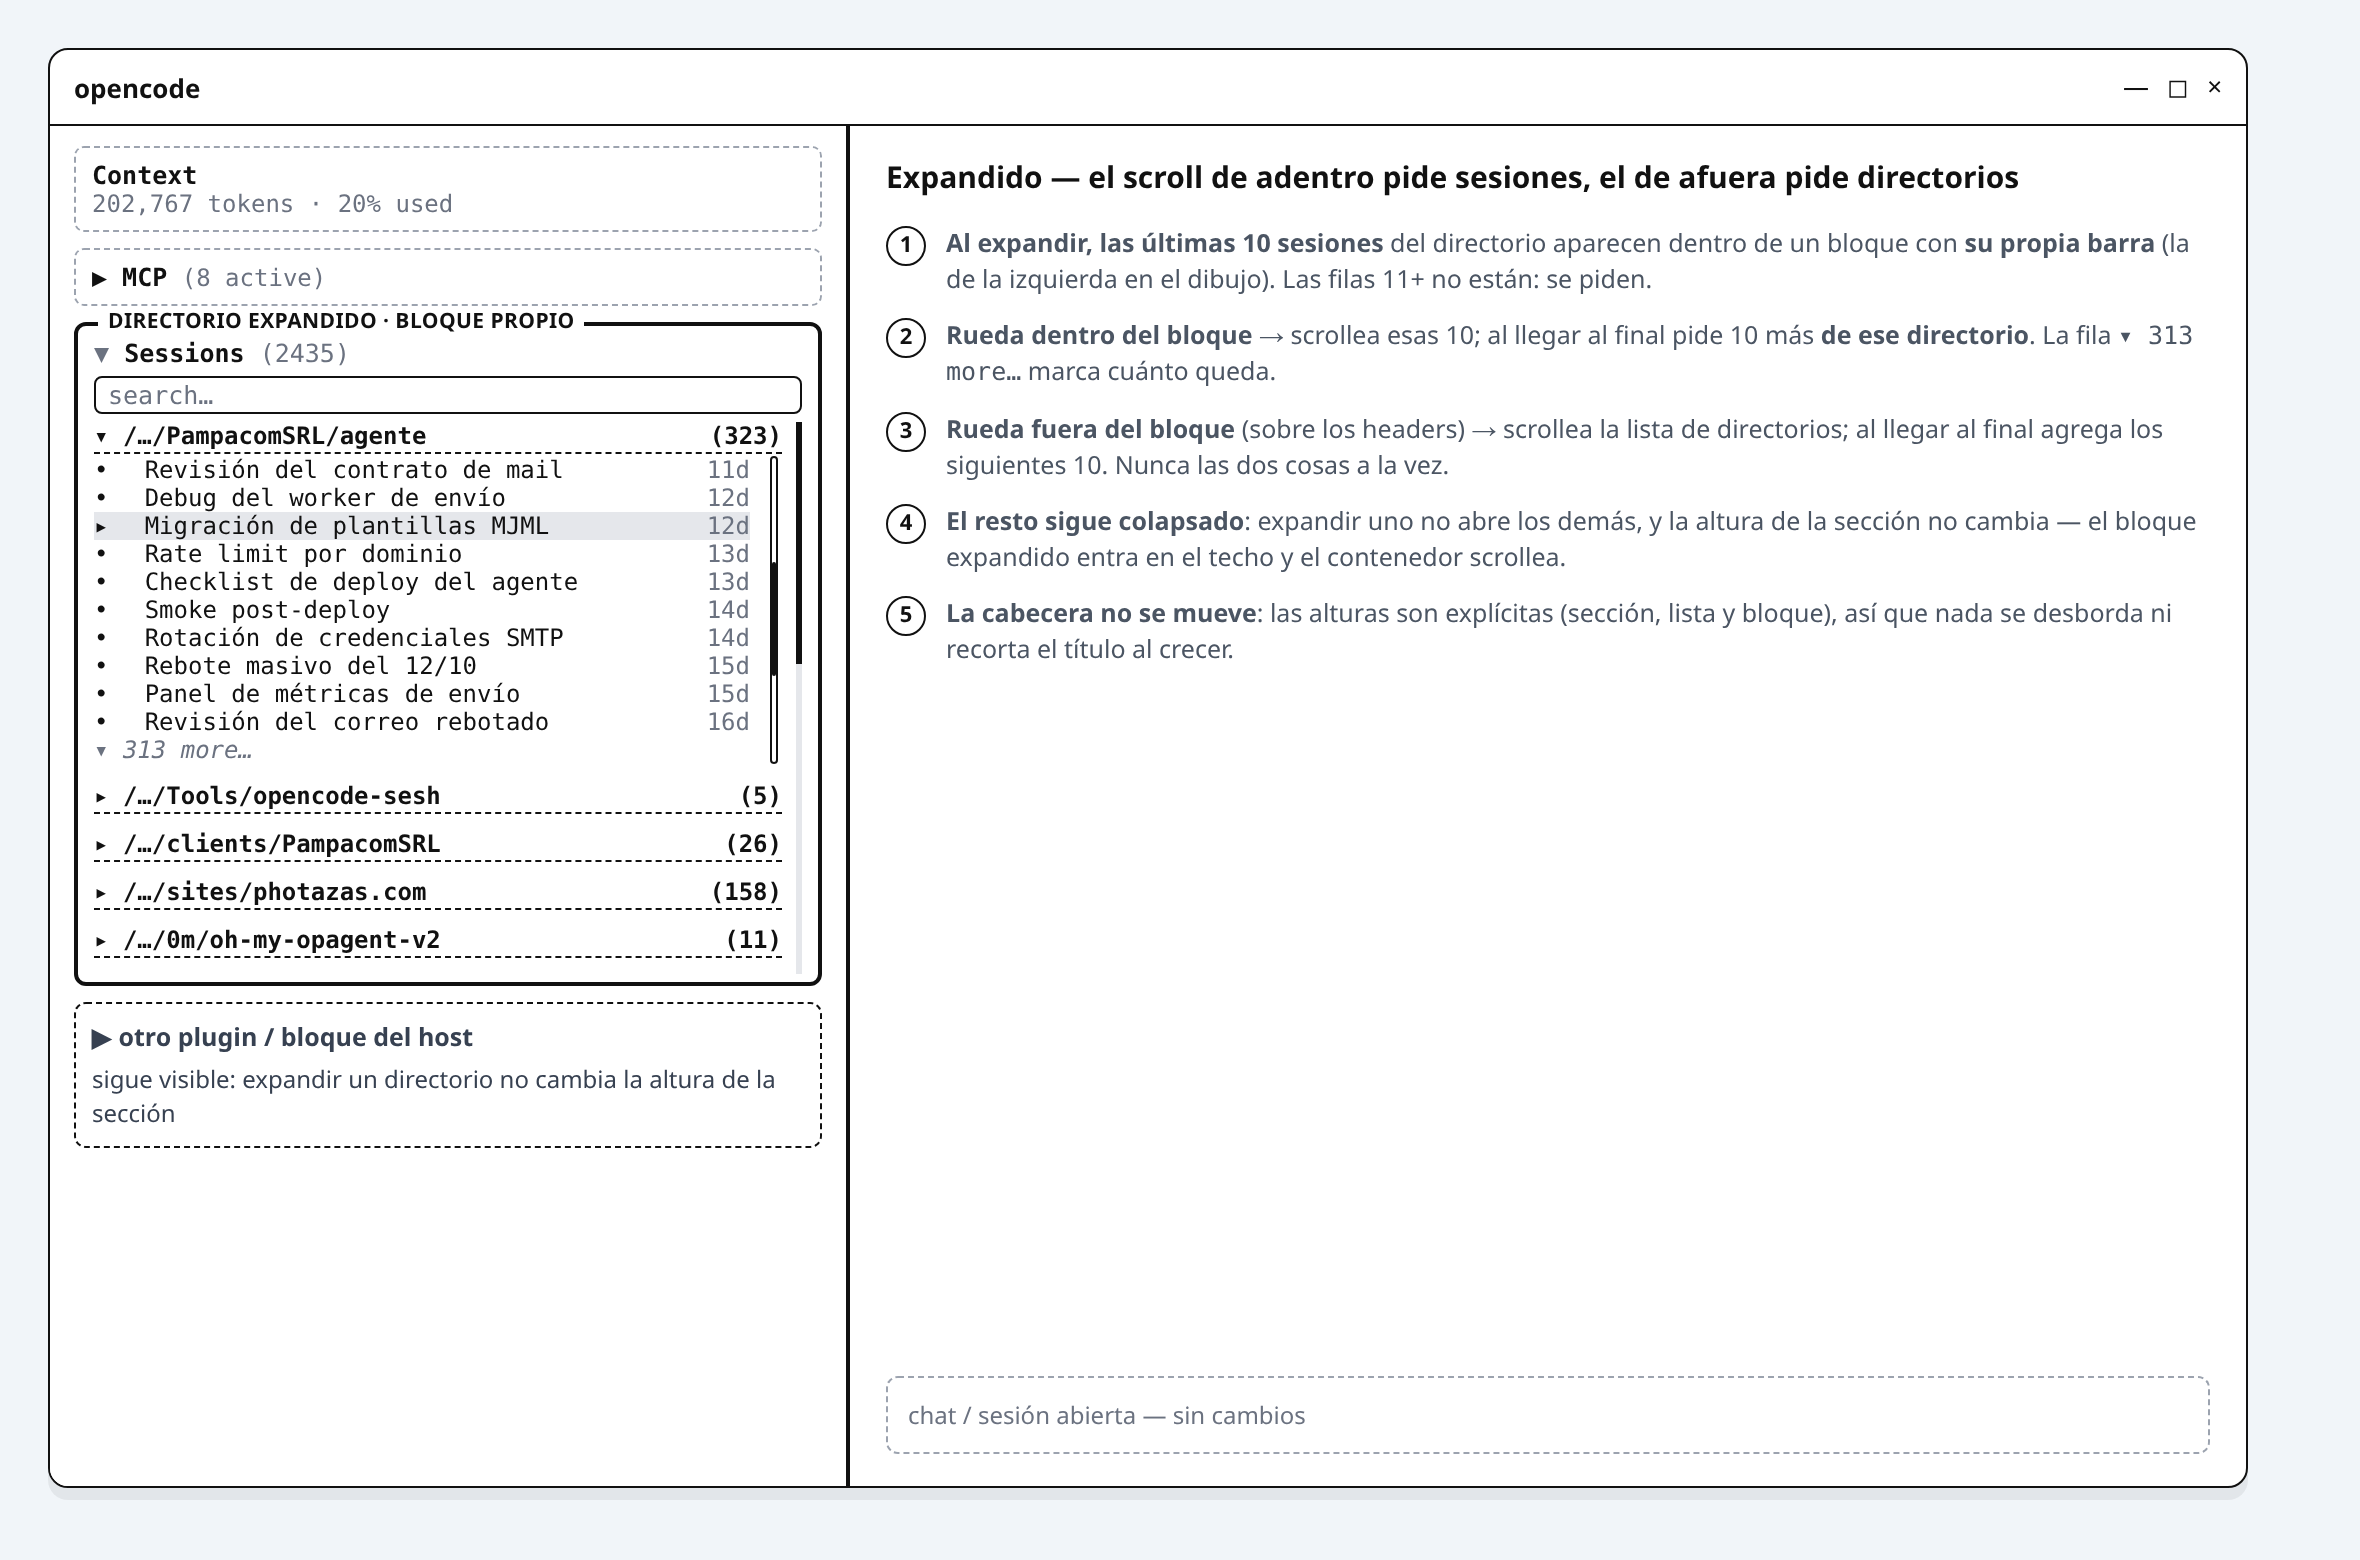 opencode
— □ ×
Context
202,767 tokens · 20% used
▶ MCP (8 active)
DIRECTORIO EXPANDIDO · BLOQUE PROPIO
▼ Sessions (2435)
search…
▾ /…/PampacomSRL/agente (323)
• Revisión del contrato de mail 11d
• Debug del worker de envío 12d
▸ Migración de plantillas MJML 12d
• Rate limit por dominio 13d
• Checklist de deploy del agente 13d
• Smoke post-deploy 14d
• Rotación de credenciales SMTP 14d
• Rebote masivo del 12/10 15d
• Panel de métricas de envío 15d
• Revisión del correo rebotado 16d
▾ 313 more…
▸ /…/Tools/opencode-sesh (5)
▸ /…/clients/PampacomSRL (26)
▸ /…/sites/photazas.com (158)
▸ /…/0m/oh-my-opagent-v2 (11)
▶ otro plugin / bloque del host
sigue visible: expandir un directorio no cambia la altura de la
sección
Expandido — el scroll de adentro pide sesiones, el de afuera pide directorios
1 Al expandir, las últimas 10 sesiones del directorio aparecen dentro de un bloque con su propia barra (la
de la izquierda en el dibujo). Las filas 11+ no están: se piden.
2 Rueda dentro del bloque → scrollea esas 10; al llegar al final pide 10 más de ese directorio. La fila ▾ 313
more… marca cuánto queda.
3 Rueda fuera del bloque (sobre los headers) → scrollea la lista de directorios; al llegar al final agrega los
siguientes 10. Nunca las dos cosas a la vez.
4 El resto sigue colapsado: expandir uno no abre los demás, y la altura de la sección no cambia — el bloque
expandido entra en el techo y el contenedor scrollea.
5 La cabecera no se mueve: las alturas son explícitas (sección, lista y bloque), así que nada se desborda ni
recorta el título al crecer.
chat / sesión abierta — sin cambios